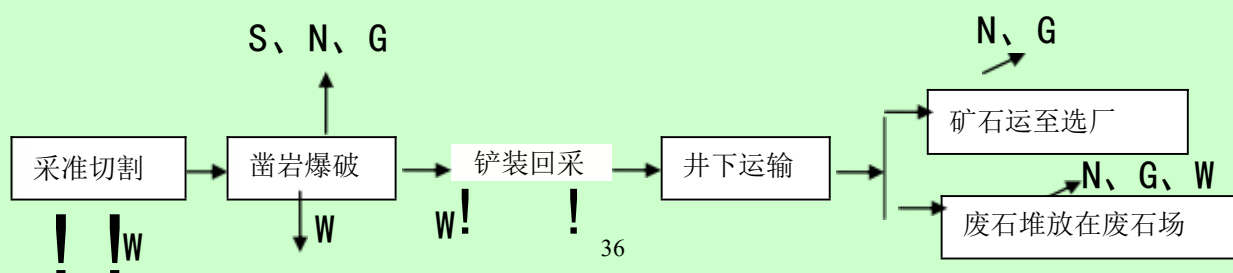 S、N、G
N、G
矿石运至选厂
采准切割
凿岩爆破
铲装回采
井下运输
N、G、W
废石堆放在废石场
W
W
W
36